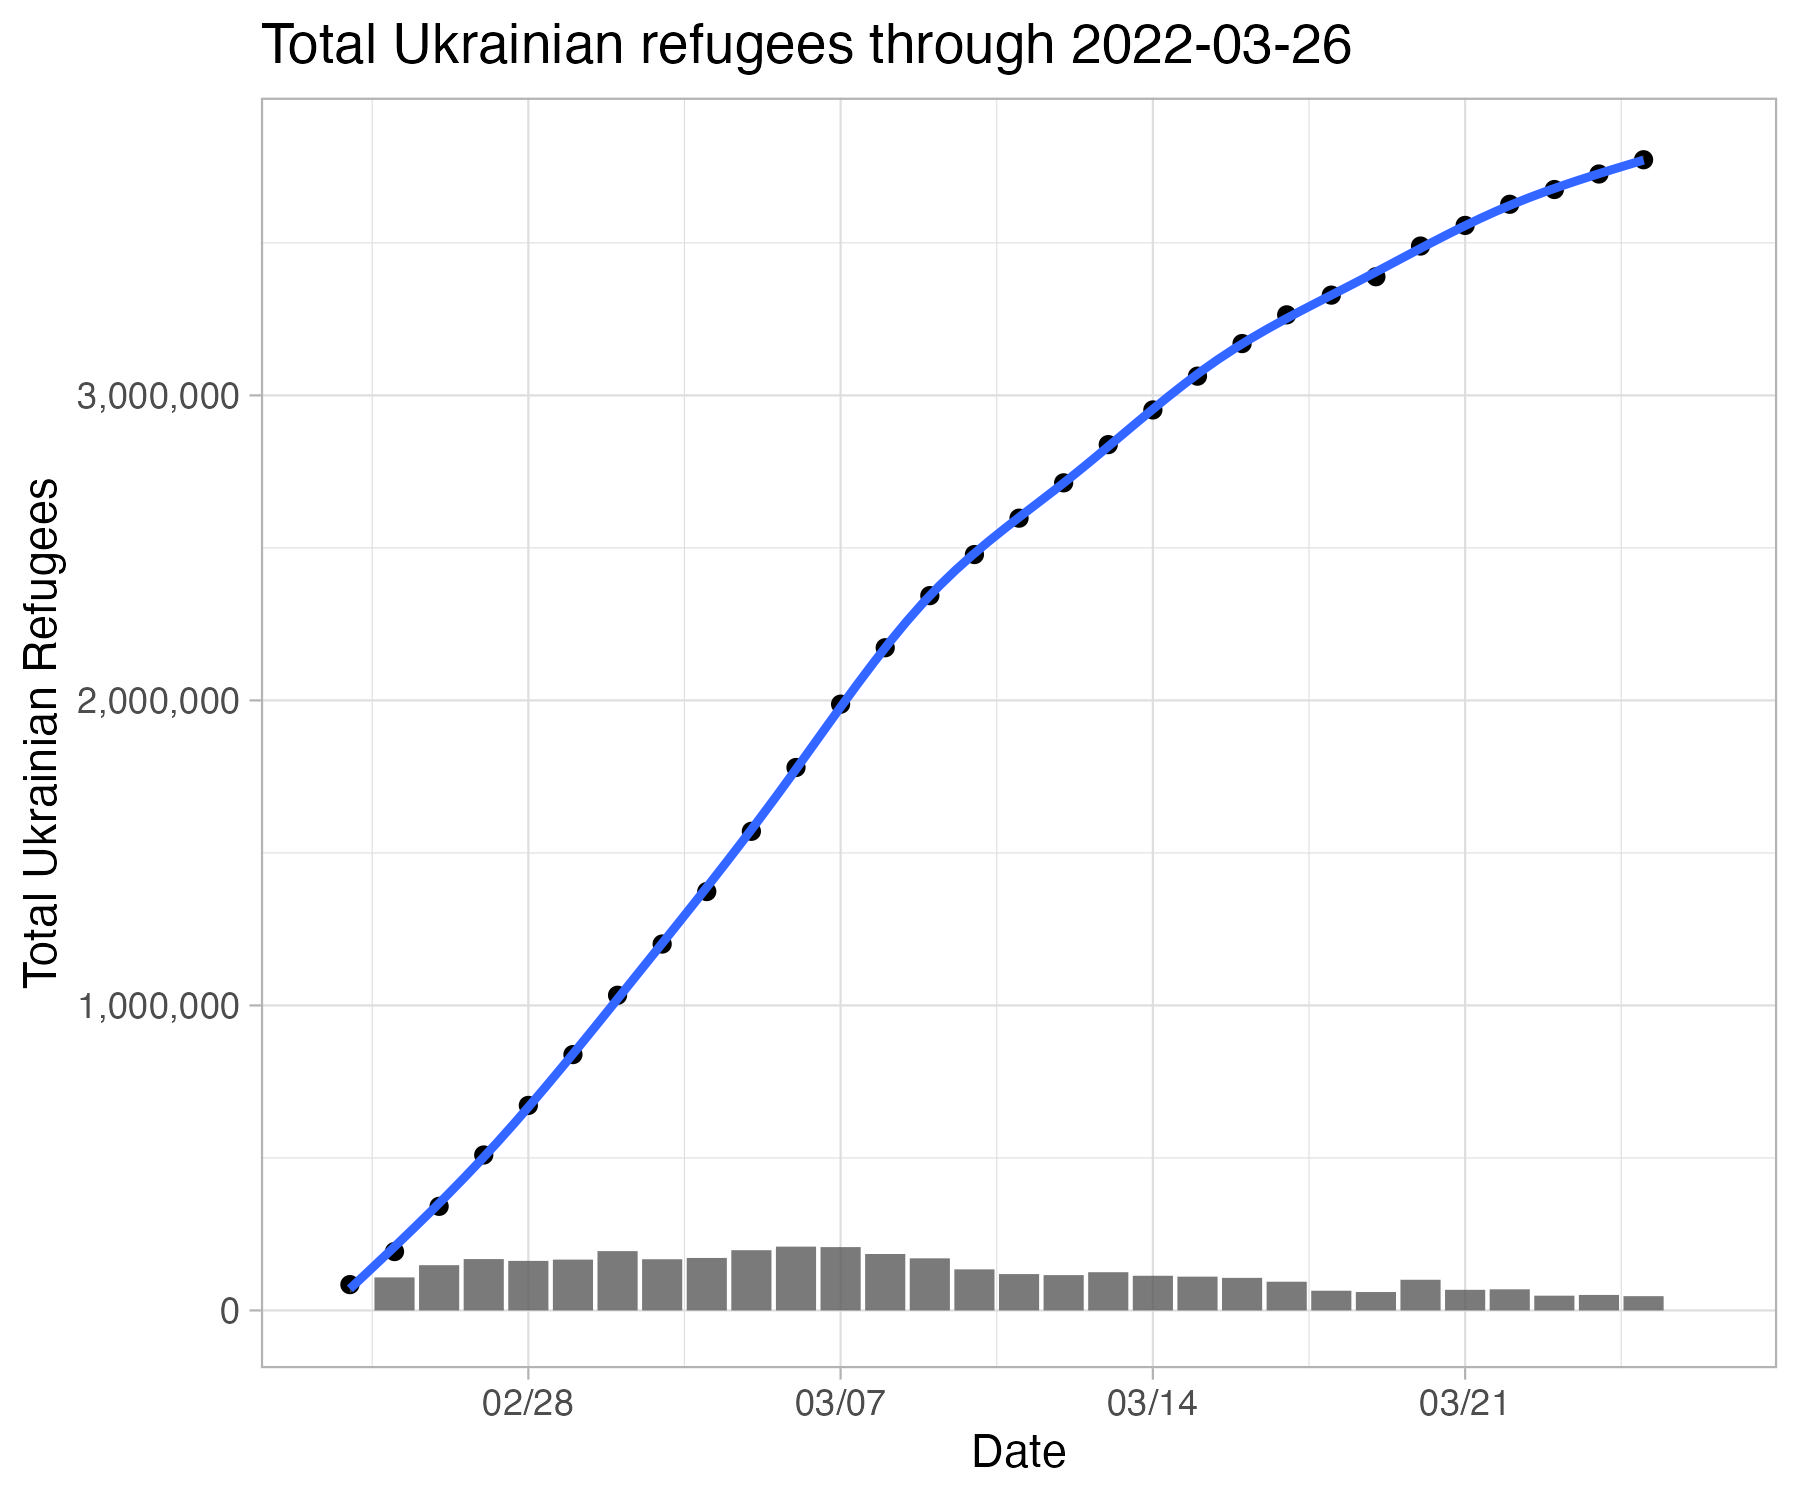 Total Ukrainian refugees through 2022-03-26
Total Ukrainian Refugees
3,000,000
2,000,000
1,000,000
0
02/28 03/07 03/14 03/21
Date